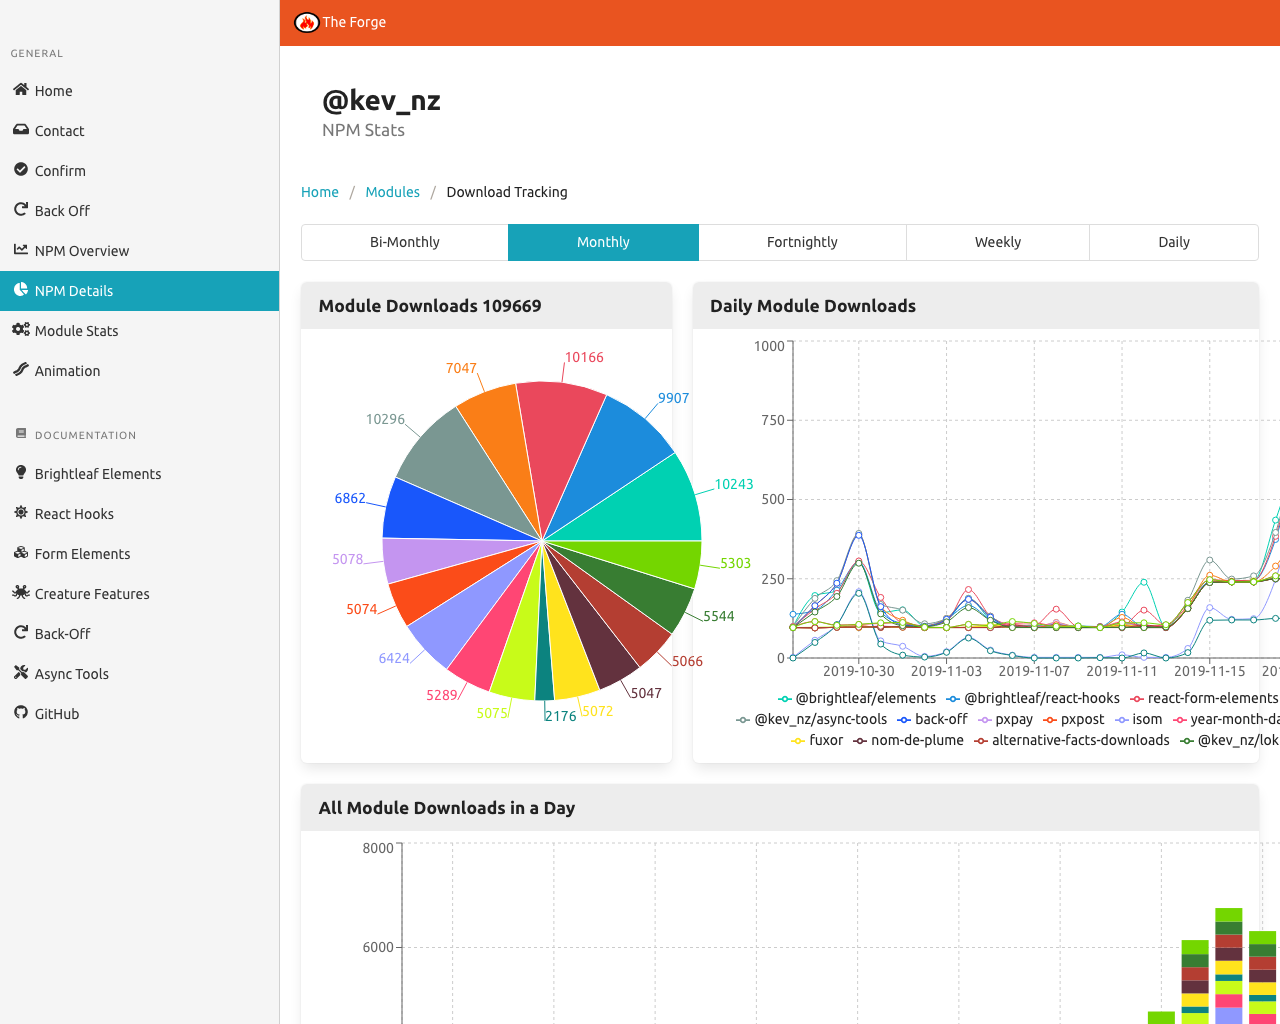 The Forge
GENERAL
Home
Contact
Confirm
Back Off
NPM Overview
NPM Details
Module Stats
Animation
DOCUMENTATION
Brightleaf Elements
React Hooks
Form Elements
Creature Features
Back-Off
Async Tools
GitHub
@kev_nz
NPM Stats
Home / Modules / Download Tracking
Bi-Monthly Monthly Fortnightly Weekly Daily
Module Downloads 109669
10166
7047
9907
10296
10243
6862
5078
5303
5074
5544
6424
5066
5289
5047
5075
2176
5072
Daily Module Downloads
1000
750
500
250
0
2019-10-30 2019-11-03 2019-11-07 2019-11-11 2019-11-15 201
@brightleaf/elements @brightleaf/react-hooks react-form-elements
@kev_nz/async-tools back-off pxpay pxpost isom year-month-da
fuxor nom-de-plume alternative-facts-downloads @kev_nz/lok
All Module Downloads in a Day
8000
6000